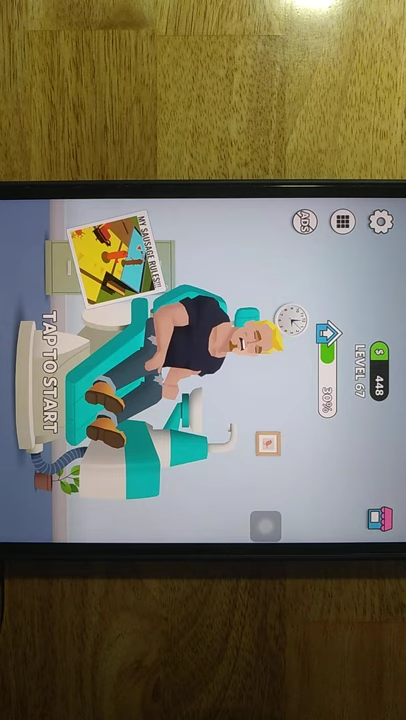 ADS
$ 448
LEVEL 67
30%
MY SAUSAGE RULES!!!
TAP TO START